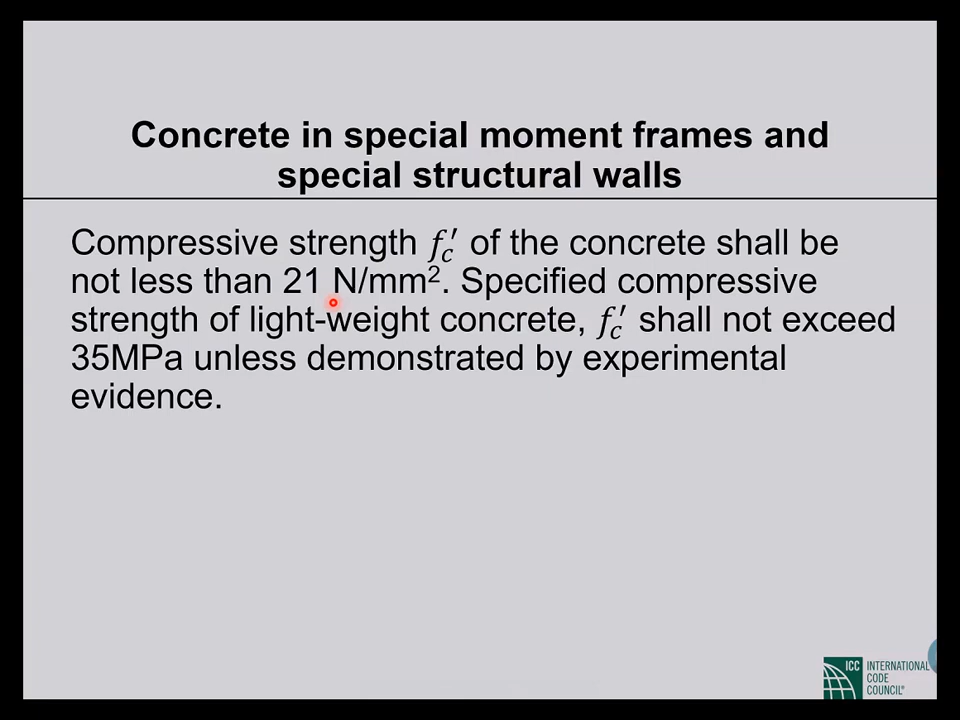 Concrete in special moment frames and
special structural walls
Compressive strength f′c of the concrete shall be
not less than 21 N/mm². Specified compressive
strength of light-weight concrete, f′c shall not exceed
35MPa unless demonstrated by experimental
evidence.
ICC
INTERNATIONAL
CODE
COUNCIL®